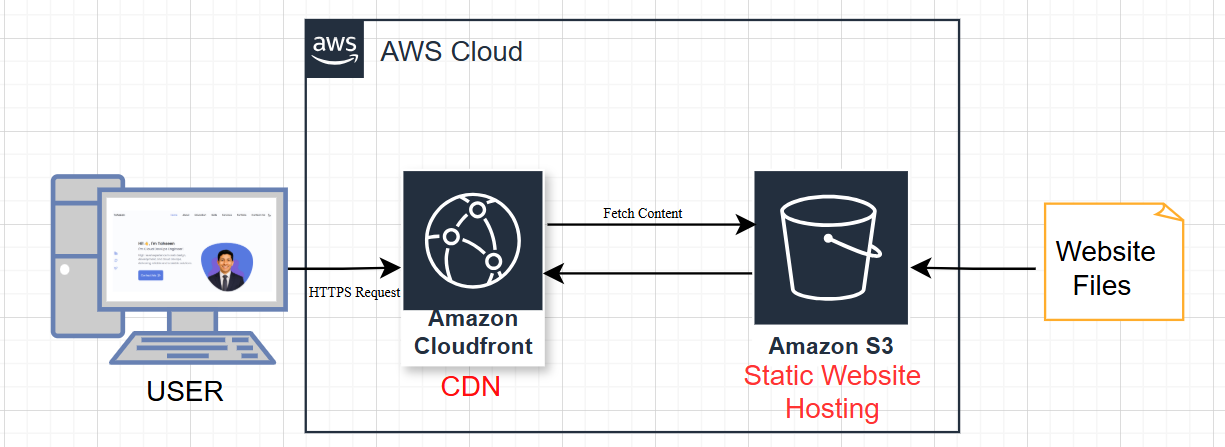 aws
AWS Cloud
Fetch Content
HTTPS Request
Website
Files
Amazon
Cloudfront
CDN
Amazon S3
Static Website
Hosting
USER